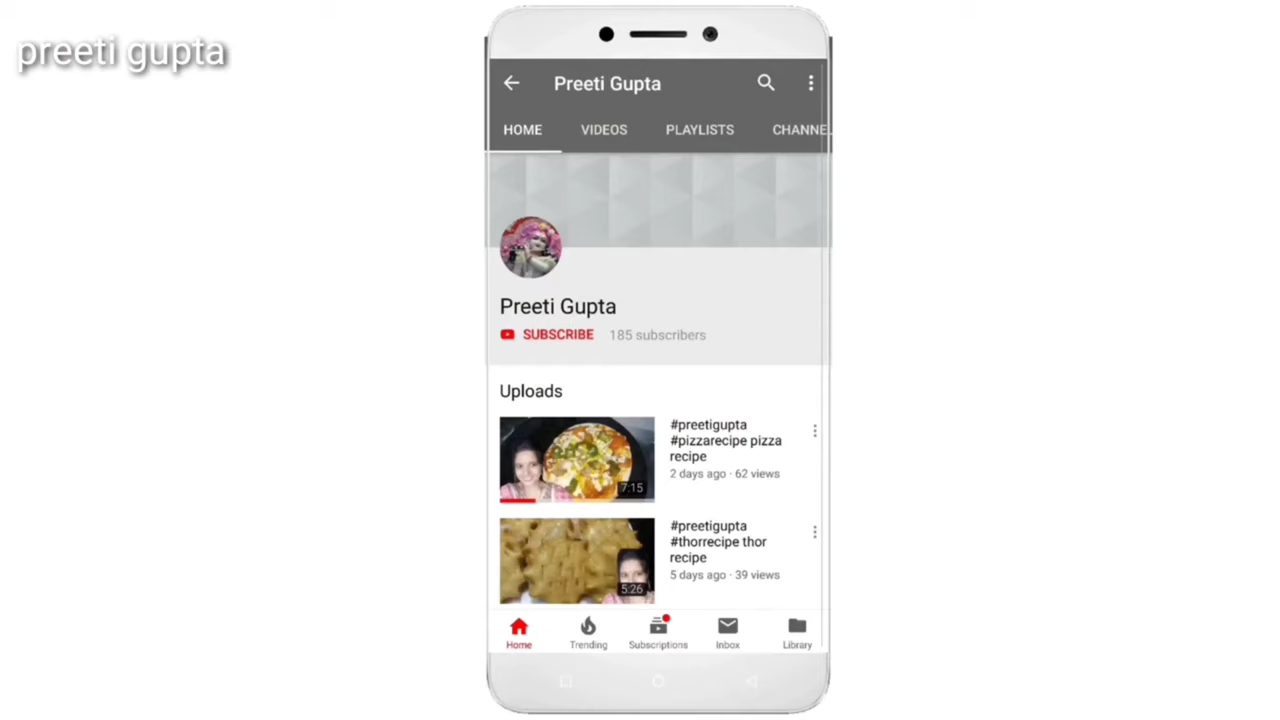 preeti gupta
Preeti Gupta
HOME VIDEOS PLAYLISTS CHANNE
Preeti Gupta
SUBSCRIBE 185 subscribers
Uploads
#preetigupta
#pizzarecipe pizza
recipe
2 days ago · 62 views
7:15
#preetigupta
#thorrecipe thor
recipe
5 days ago · 39 views
5:26
Home Trending Subscriptions Inbox Library